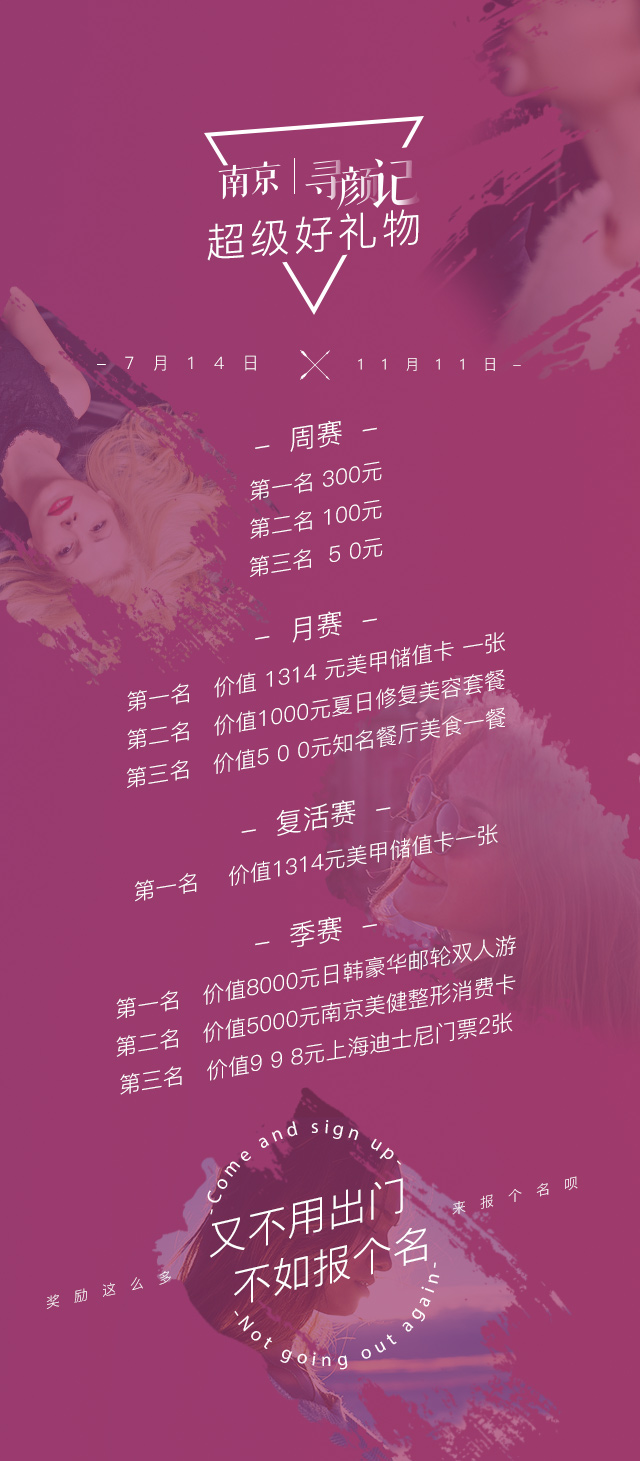 南京|寻颜记
超级好礼物
– 7月14日 11月11日 –
– 周赛 –
第一名 300元
第二名 100元
第三名 5 0元
– 月赛 –
第一名 价值 1314 元美甲储值卡 一张
第二名 价值1000元夏日修复美容套餐
第三名 价值5 0 0元知名餐厅美食一餐
– 复活赛 –
第一名 价值1314元美甲储值卡一张
– 季赛 –
第一名 价值8000元日韩豪华邮轮双人游
第二名 价值5000元南京美健整形消费卡
第三名 价值9 9 8元上海迪士尼门票2张
-Come and sign up-
又不用出门
不如报个名
-Not going out again-
奖励这么多
来报个名呗